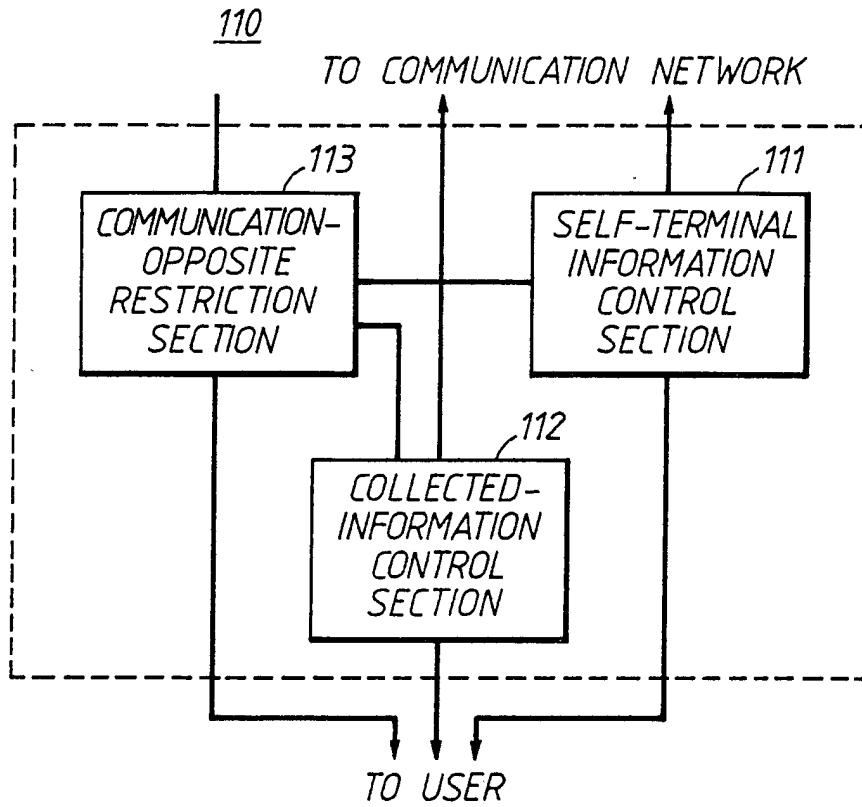 110
TO COMMUNICATION NETWORK
113
COMMUNICATION-
OPPOSITE
RESTRICTION
SECTION
111
SELF-TERMINAL
INFORMATION
CONTROL
SECTION
112
COLLECTED-
INFORMATION
CONTROL
SECTION
TO USER